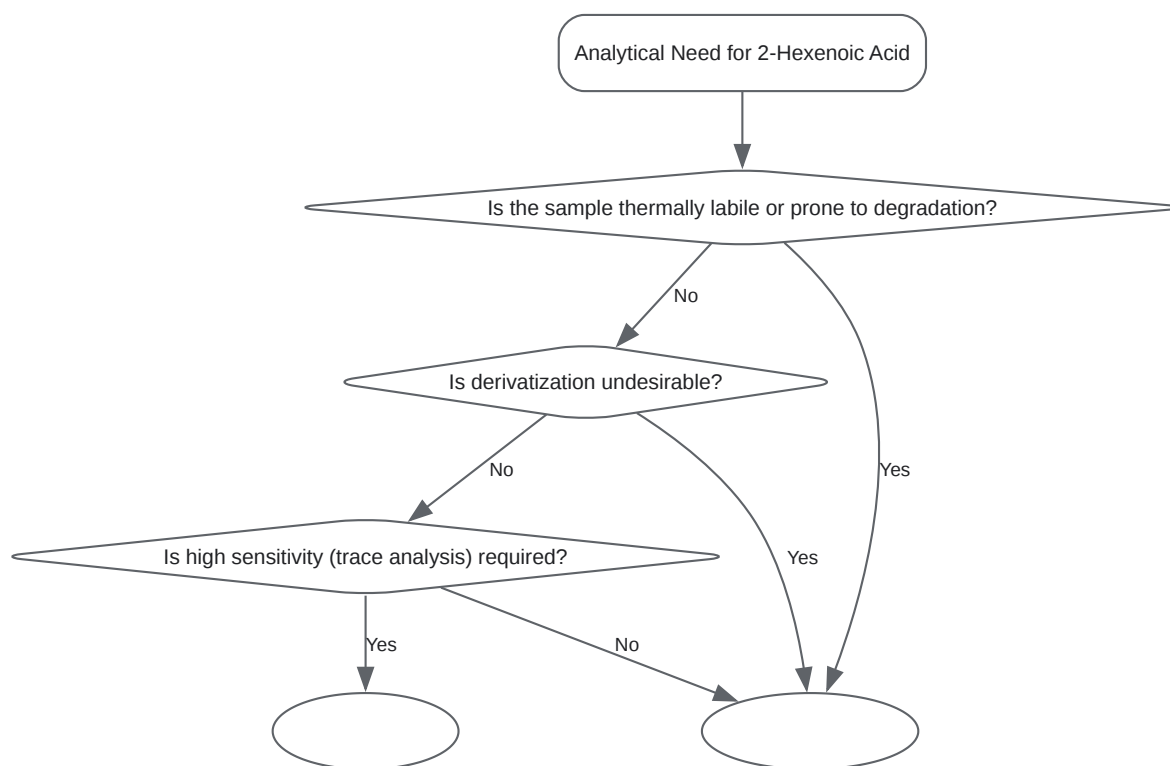 Analytical Need for 2-Hexenoic Acid
Is the sample thermally labile or prone to degradation?
No
Is derivatization undesirable?
No
Yes
Is high sensitivity (trace analysis) required?
Yes
Yes
No